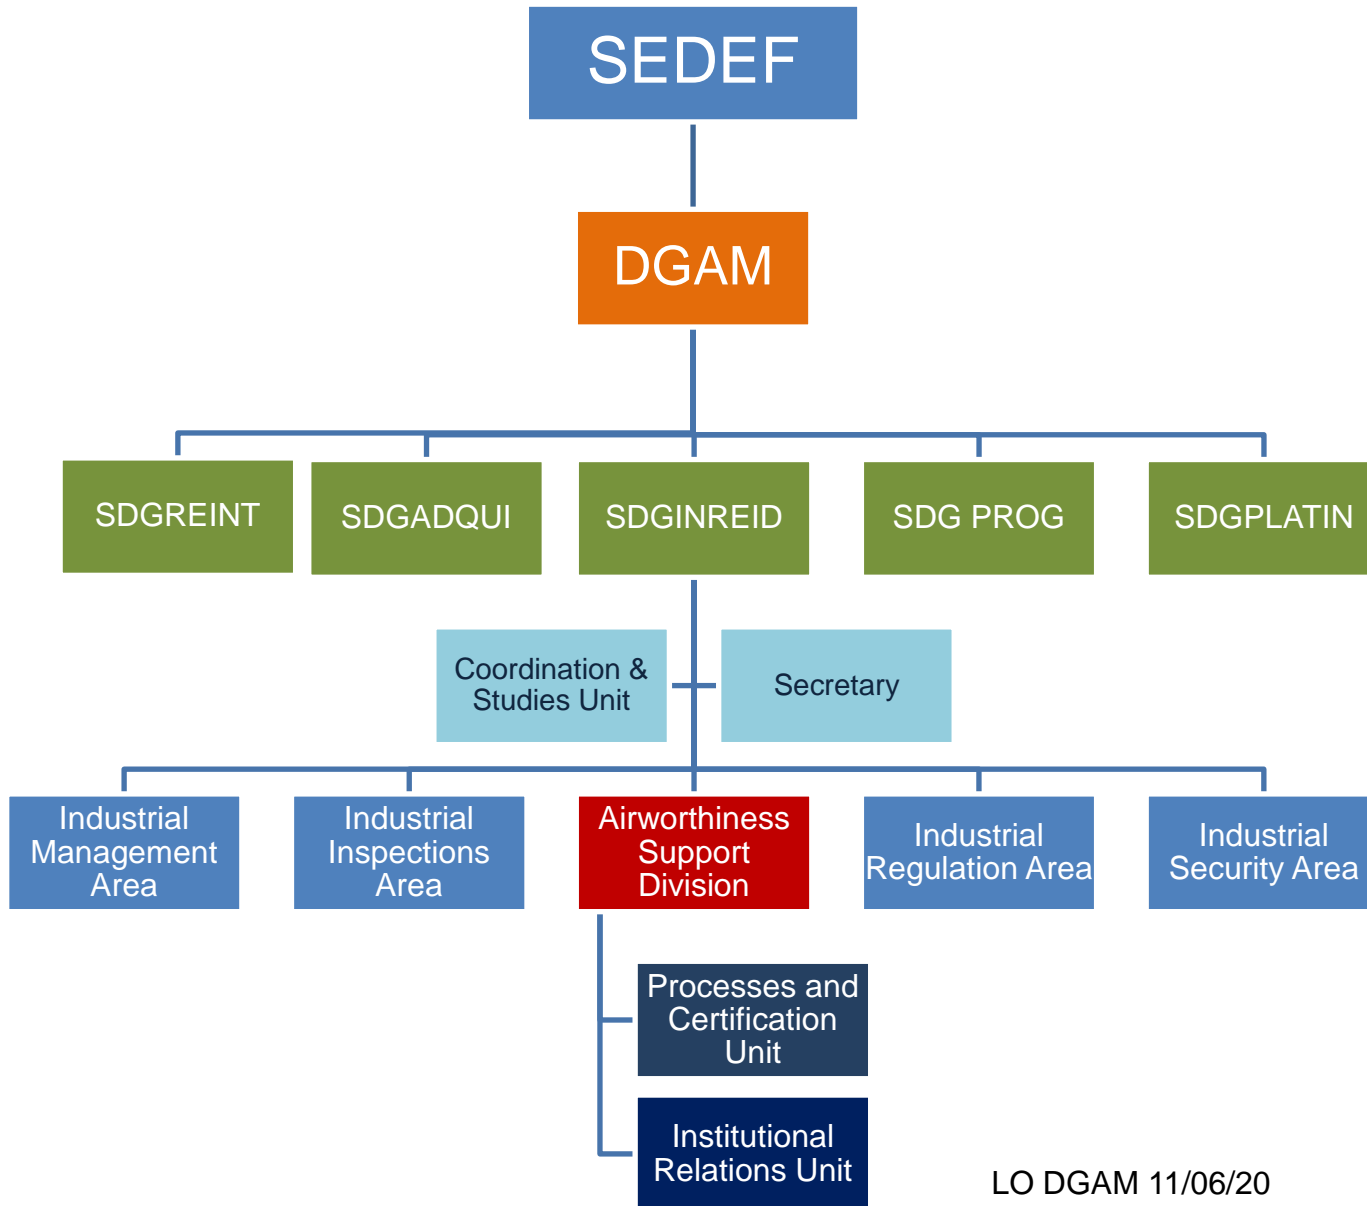 SEDEF
DGAM
SDGREINT
SDGADQUI
SDGINREID
SDG PROG
SDGPLATIN
Coordination &
Studies Unit
Secretary
Industrial
Management
Area
Industrial
Inspections
Area
Airworthiness
Support
Division
Industrial
Regulation Area
Industrial
Security Area
Processes and
Certification
Unit
Institutional
Relations Unit
LO DGAM 11/06/20